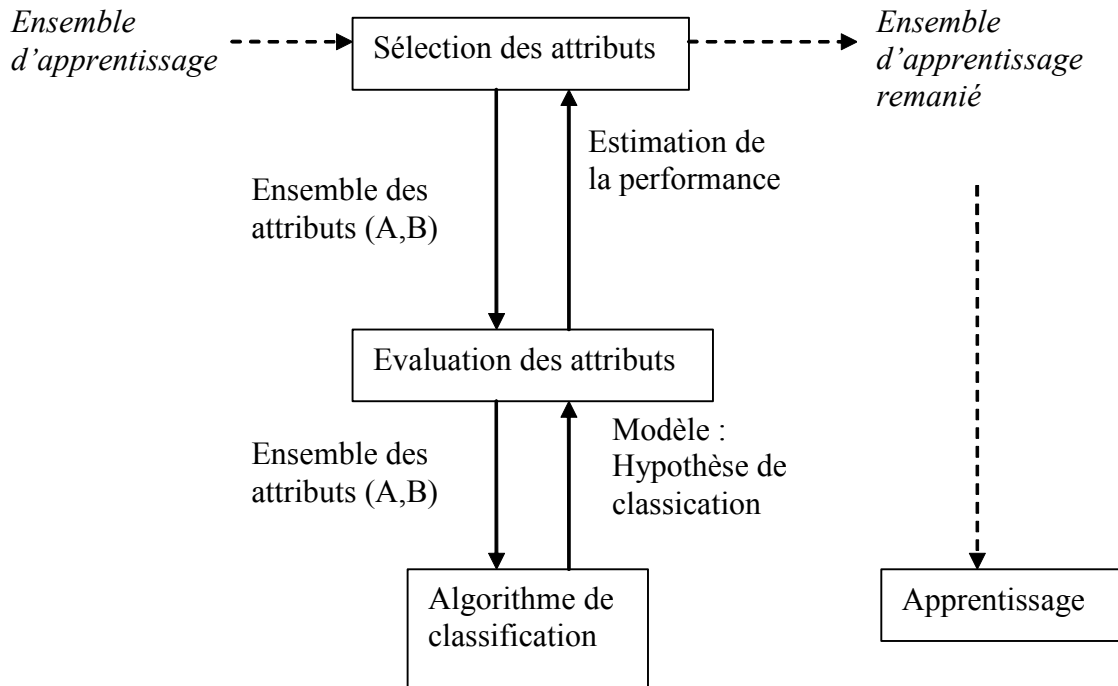 Ensemble
d'apprentissage
Sélection des attributs
Ensemble
d'apprentissage
remanié
Estimation de
la performance
Ensemble des
attributs (A,B)
Evaluation des attributs
Ensemble des
attributs (A,B)
Modèle :
Hypothèse de
classication
Algorithme de
classification
Apprentissage